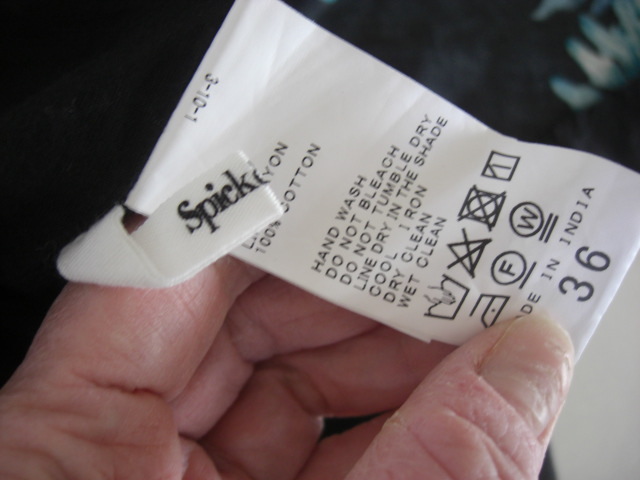 3-10-1
Spick
100% COTTON
HAND WASH
DO NOT BLEACH
DO NOT TUMBLE DRY
LINE DRY IN THE SHADE
COOL IRON
DRY CLEAN
WET CLEAN
W
F
IN INDIA
36